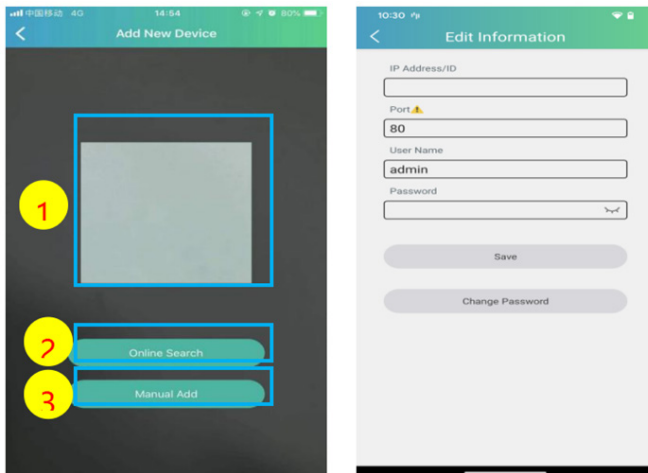 中国移动 4G 14:54 80%
Add New Device
1
2
Online Search
3
Manual Add
10:30
Edit Information
IP Address/ID
Port
80
User Name
admin
Password
Save
Change Password